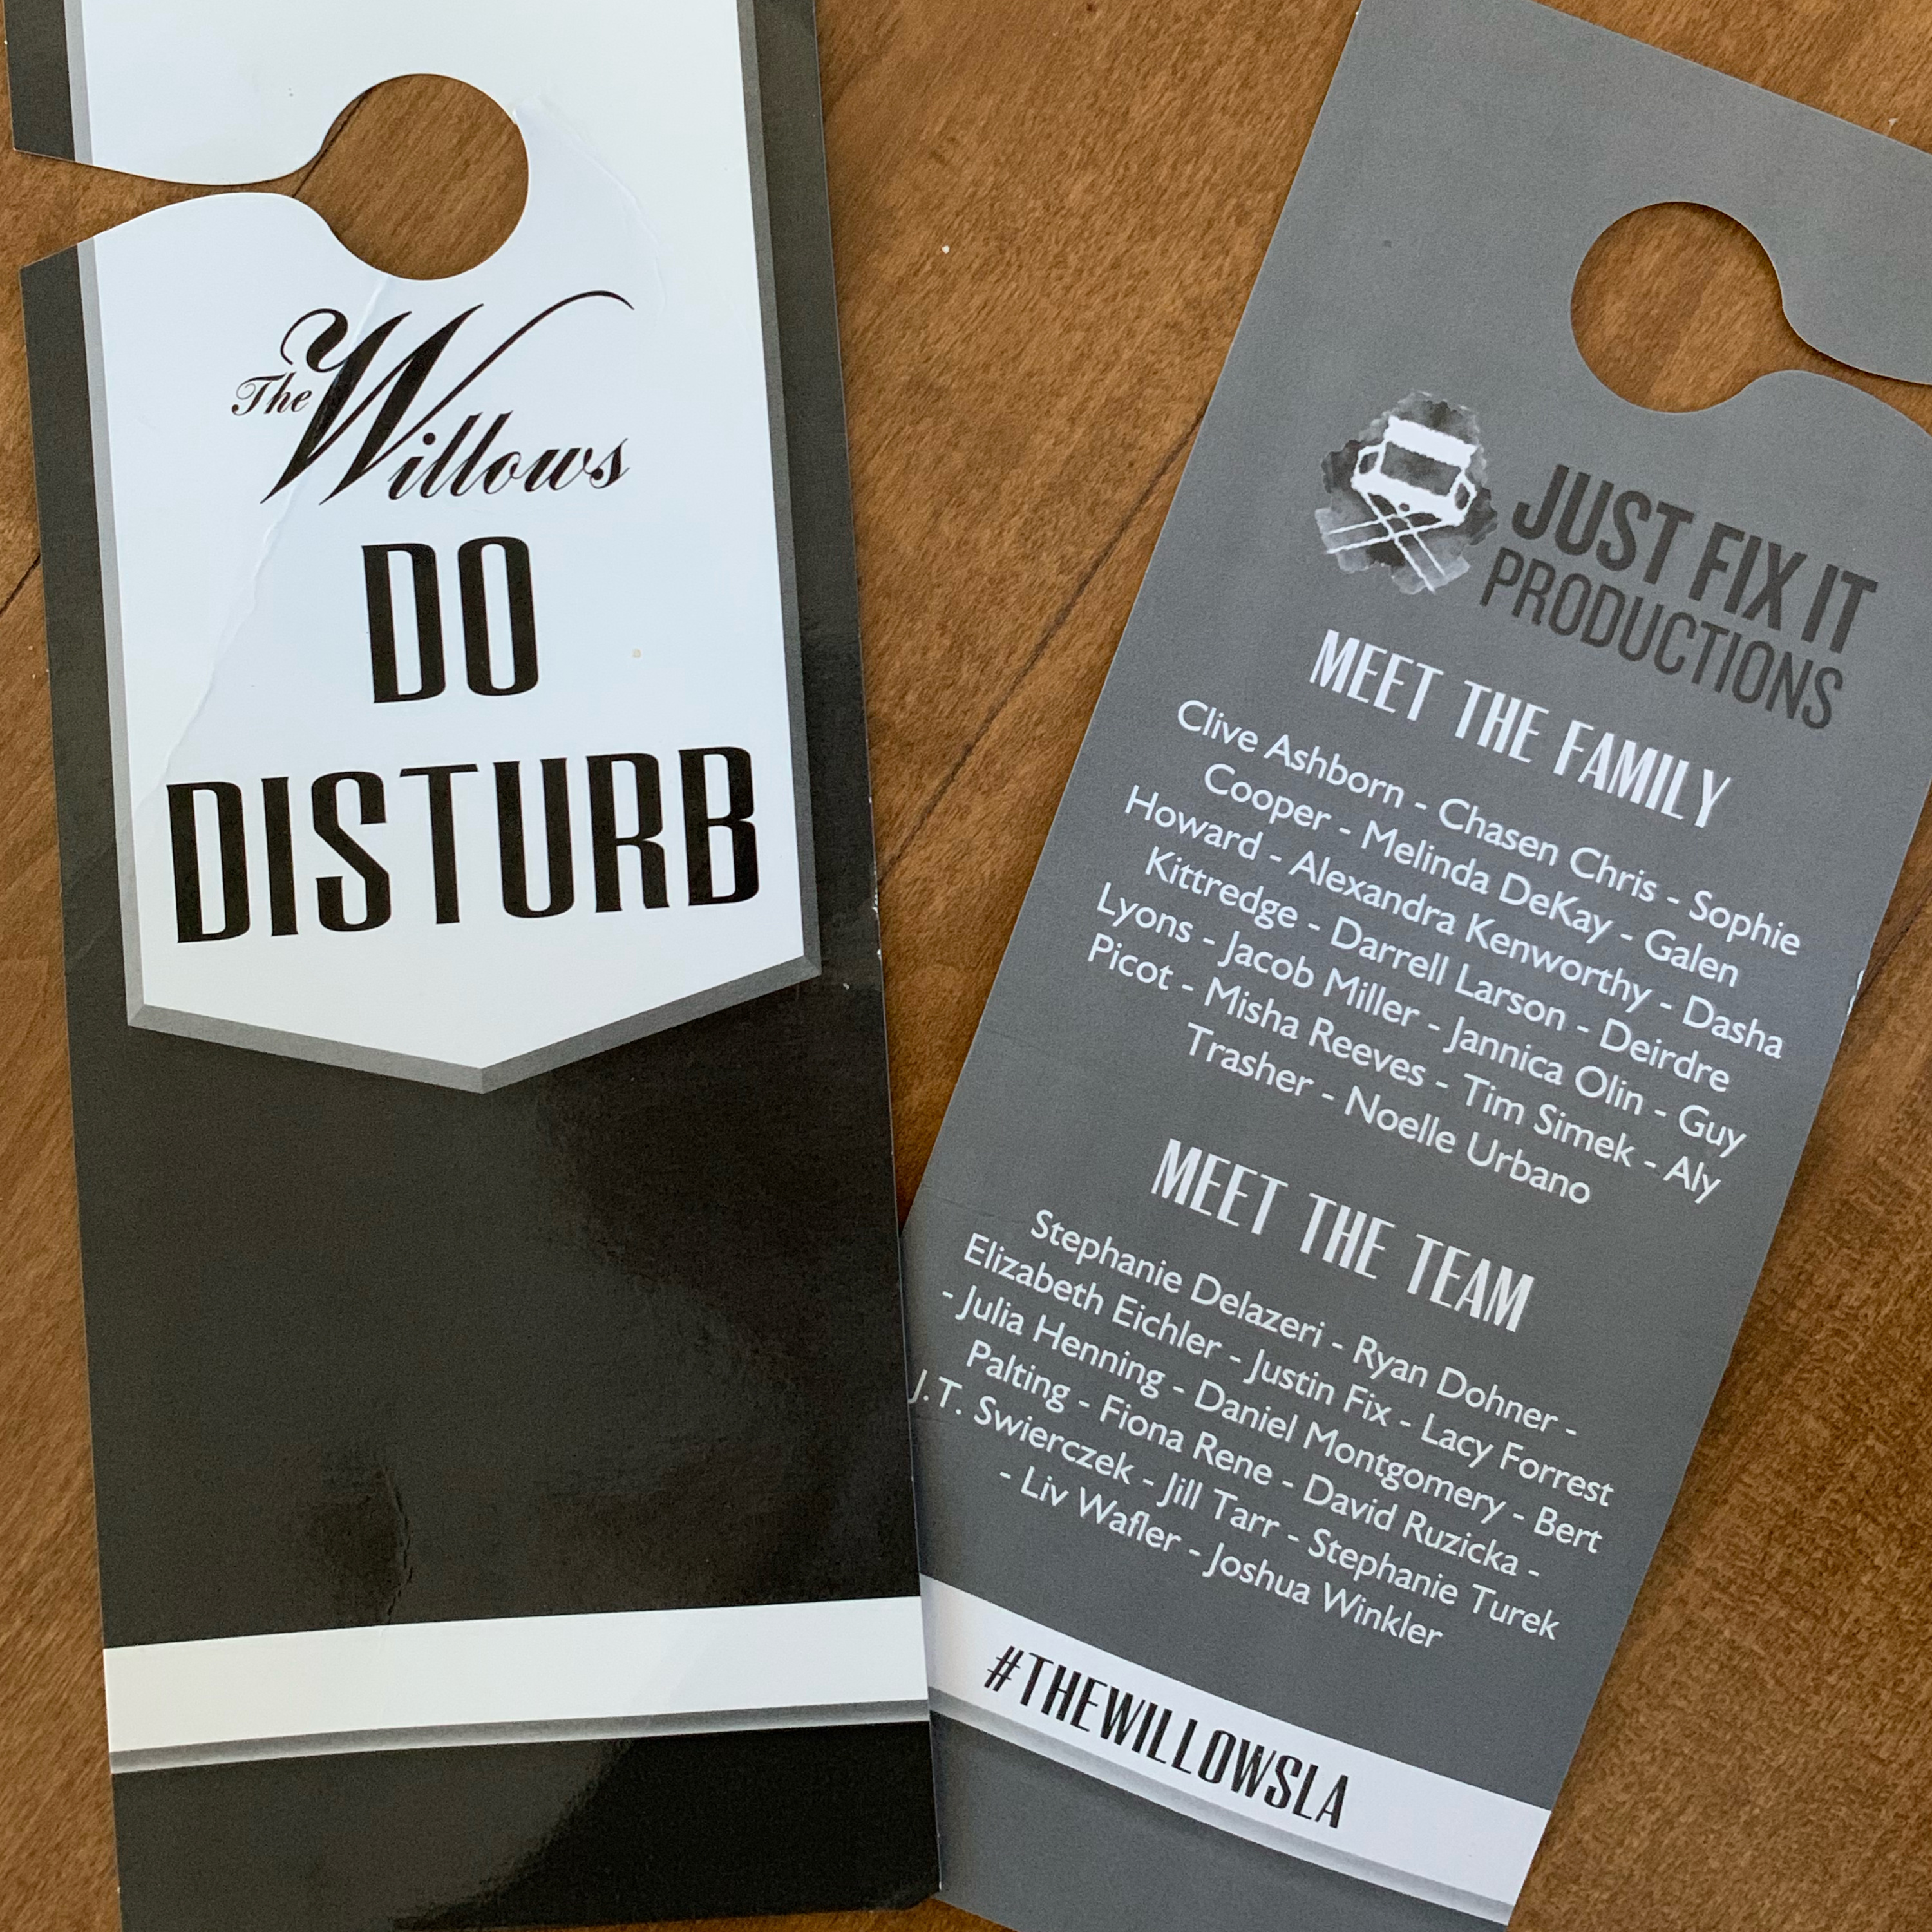 The Willows
DO
DISTURB
JUST FIX IT
PRODUCTIONS
MEET THE FAMILY
Clive Ashborn - Chasen Chris - Sophie
Cooper - Melinda DeKay - Galen
Howard - Alexandra Kenworthy - Dasha
Kittredge - Darrell Larson - Deirdre
Lyons - Jacob Miller - Jannica Olin - Guy
Picot - Misha Reeves - Tim Simek - Aly
Trasher - Noelle Urbano
MEET THE TEAM
Stephanie Delazeri - Ryan Dohner -
Elizabeth Eichler - Justin Fix - Lacy Forrest
- Julia Henning - Daniel Montgomery - Bert
Palting - Fiona Rene - David Ruzicka -
J.T. Swierczek - Jill Tarr - Stephanie Turek
- Liv Wafler - Joshua Winkler
#THEWILLOWSLA